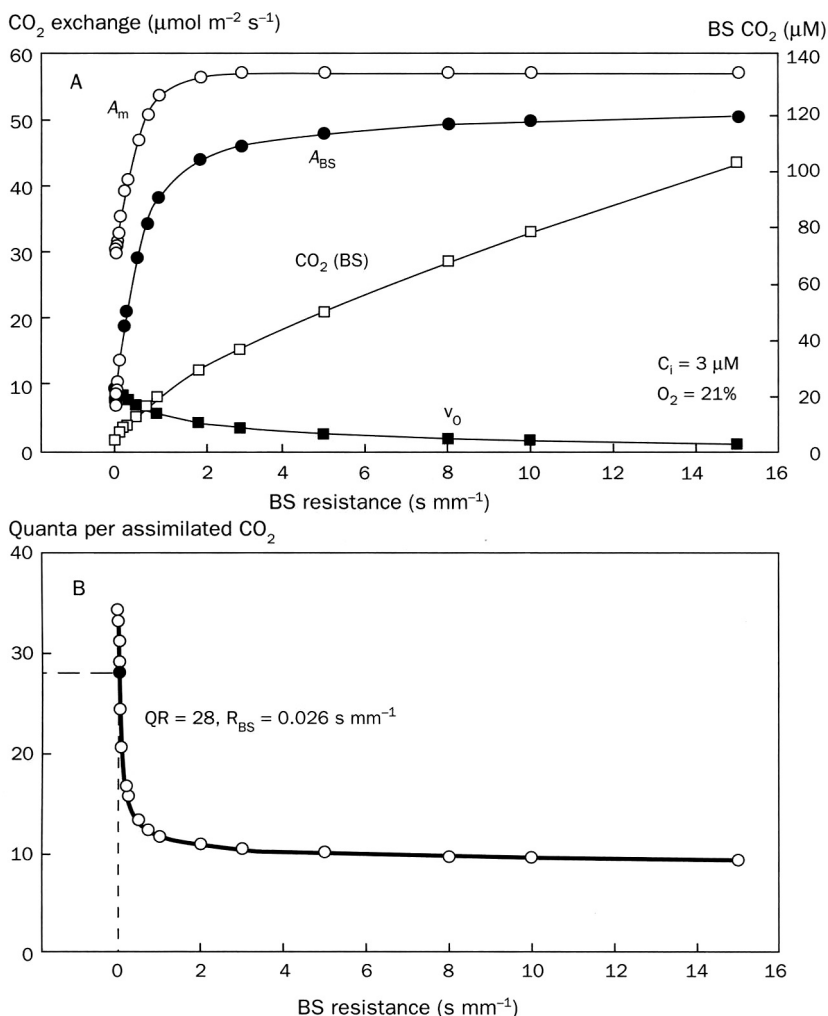 CO₂ exchange (μmol m⁻² s⁻¹)
BS CO₂ (μM)
60
50
40
30
20
10
0
140
120
100
80
60
40
20
0
A
Aₘ
A_BS
CO₂ (BS)
Cᵢ = 3 μM
O₂ = 21%
v₀
0 2 4 6 8 10 12 14 16
BS resistance (s mm⁻¹)
Quanta per assimilated CO₂
40
30
20
10
0
B
QR = 28, R_BS = 0.026 s mm⁻¹
0 2 4 6 8 10 12 14 16
BS resistance (s mm⁻¹)